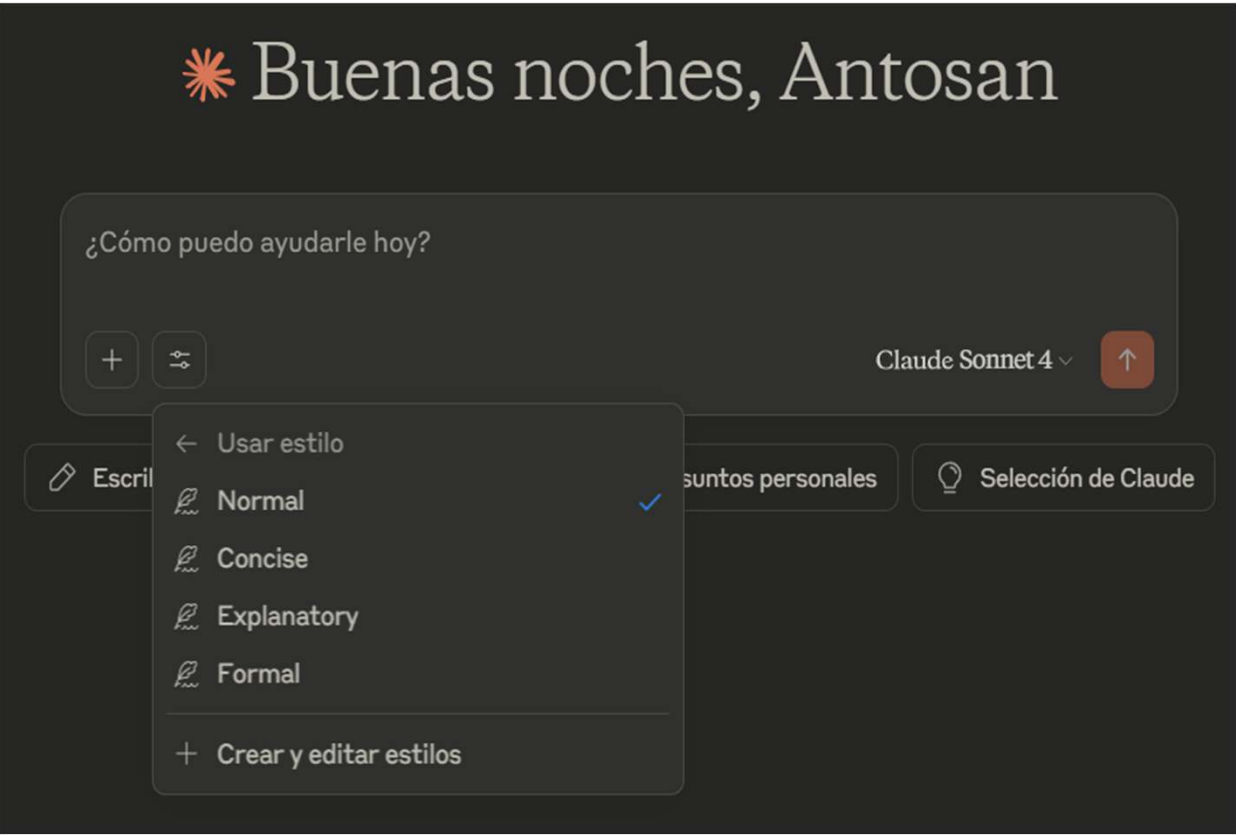 Buenas noches, Antosan
¿Cómo puedo ayudarle hoy?
Claude Sonnet 4
Usar estilo
Normal
Concise
Explanatory
Formal
Crear y editar estilos
personales
Selección de Claude